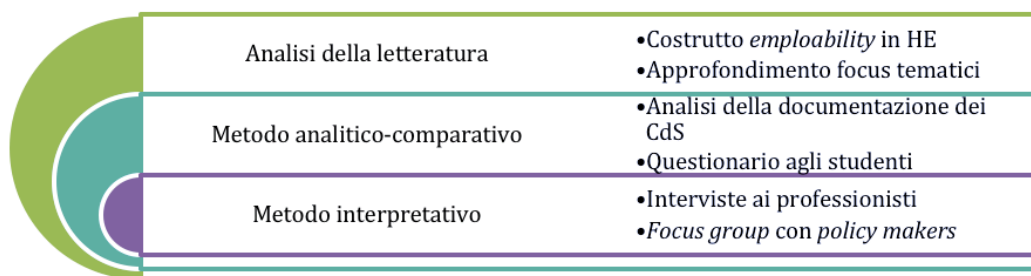 Analisi della letteratura
•Costrutto emploability in HE
•Approfondimento focus tematici
Metodo analitico-comparativo
•Analisi della documentazione dei
CdS
•Questionario agli studenti
Metodo interpretativo
•Interviste ai professionisti
•Focus group con policy makers